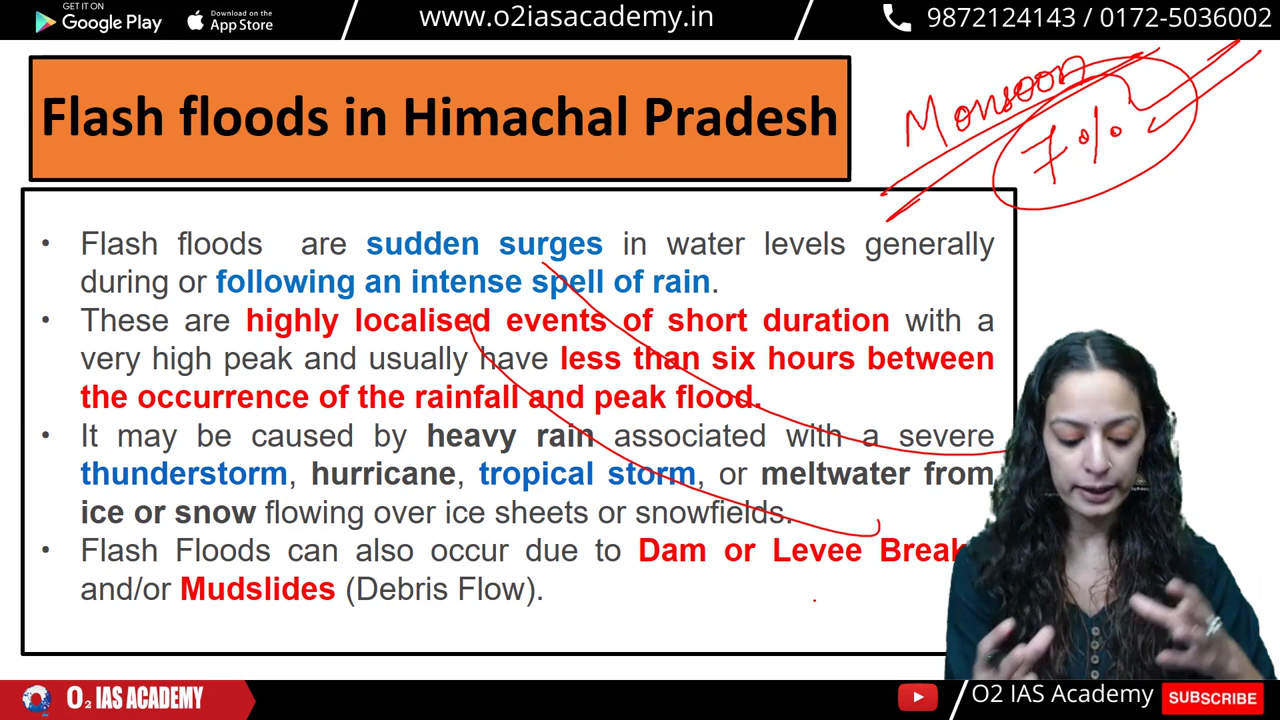 GET IT ON
Google Play
Download on the
App Store
www.o2iasacademy.in
9872124143 / 0172-5036002
Flash floods in Himachal Pradesh
Monsoon
7%
• Flash floods are sudden surges in water levels generally
during or following an intense spell of rain.
• These are highly localised events of short duration with a
very high peak and usually have less than six hours between
the occurrence of the rainfall and peak flood.
• It may be caused by heavy rain associated with a severe
thunderstorm, hurricane, tropical storm, or meltwater from
ice or snow flowing over ice sheets or snowfields.
• Flash Floods can also occur due to Dam or Levee Break
and/or Mudslides (Debris Flow).
O2 IAS ACADEMY
O2 IAS Academy
SUBSCRIBE